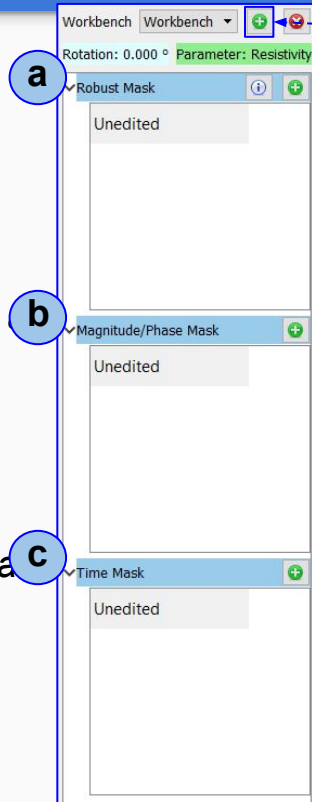 Workbench Workbench
Rotation: 0.000 ° Parameter: Resistivity
a
Robust Mask
Unedited
b
Magnitude/Phase Mask
Unedited
a
c
Time Mask
Unedited